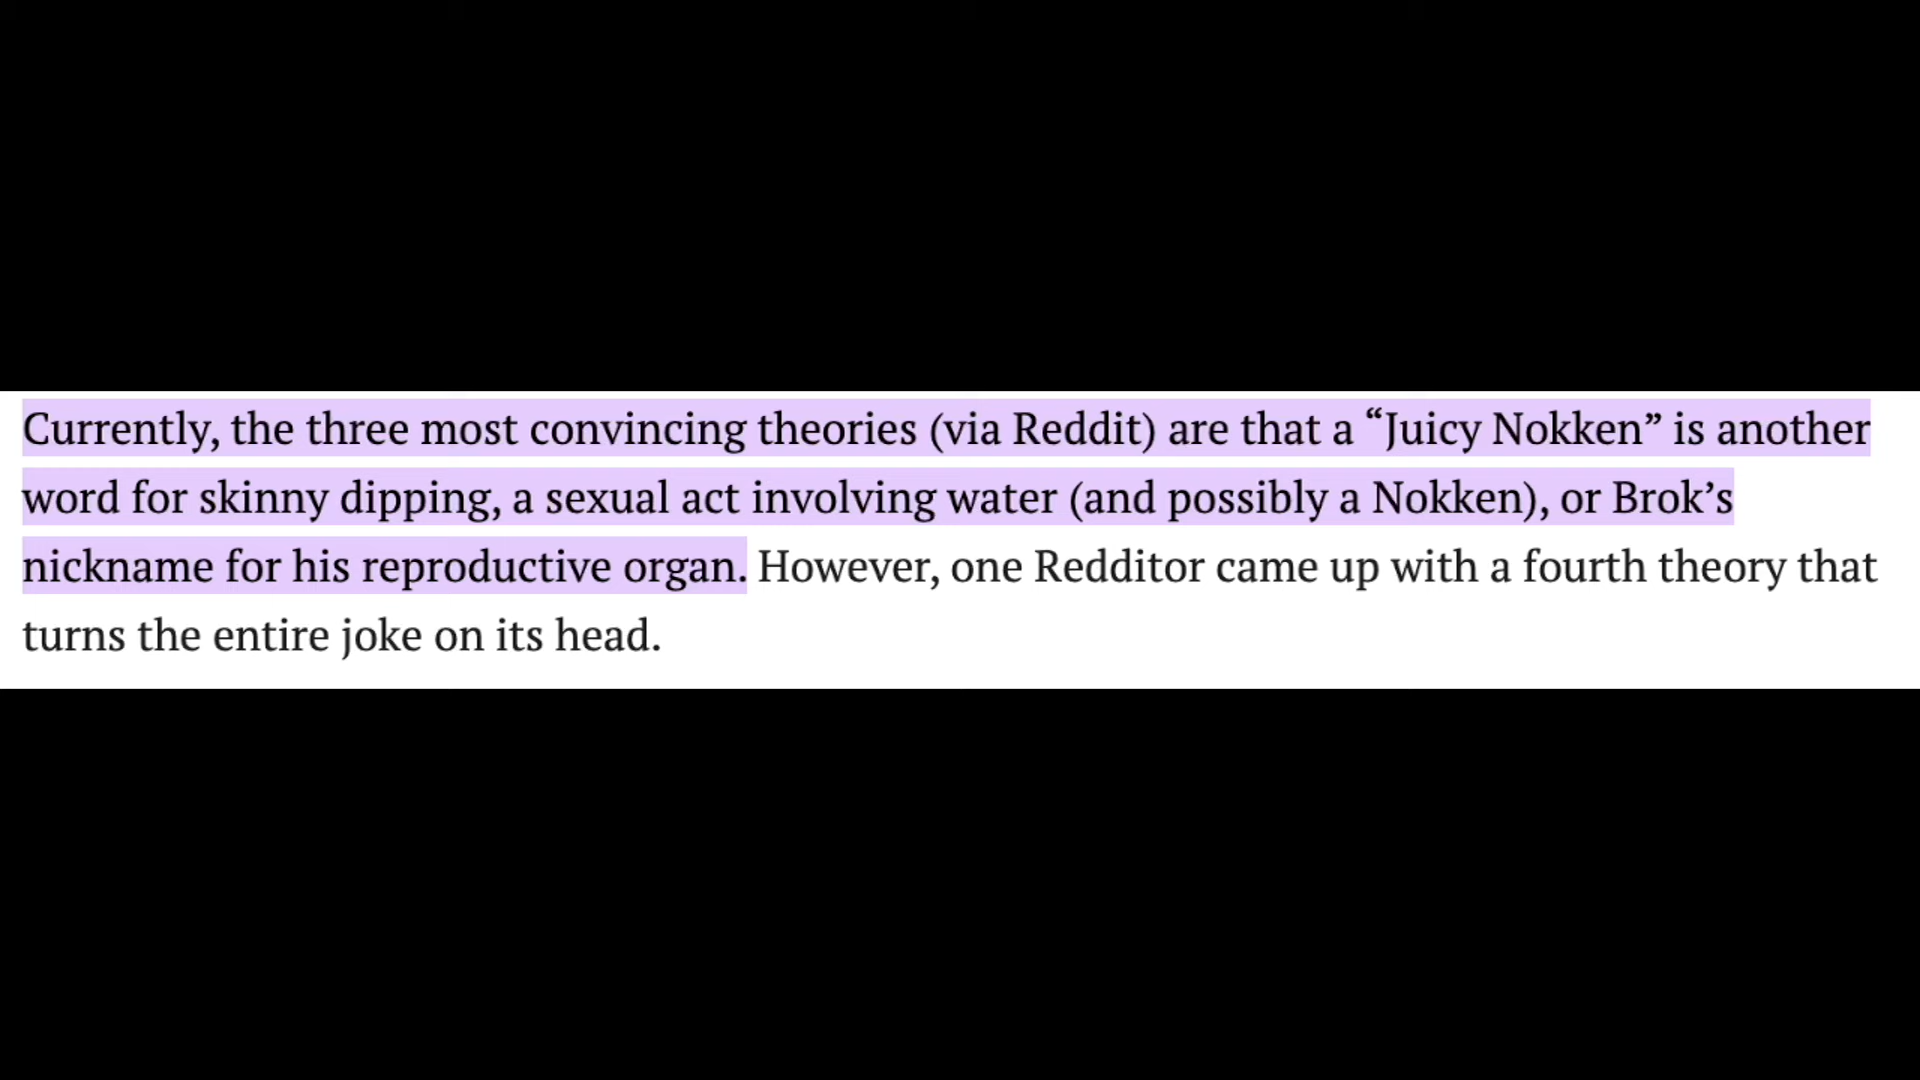 Currently, the three most convincing theories (via Reddit) are that a “Juicy Nokken” is another
word for skinny dipping, a sexual act involving water (and possibly a Nokken), or Brok’s
nickname for his reproductive organ. However, one Redditor came up with a fourth theory that
turns the entire joke on its head.